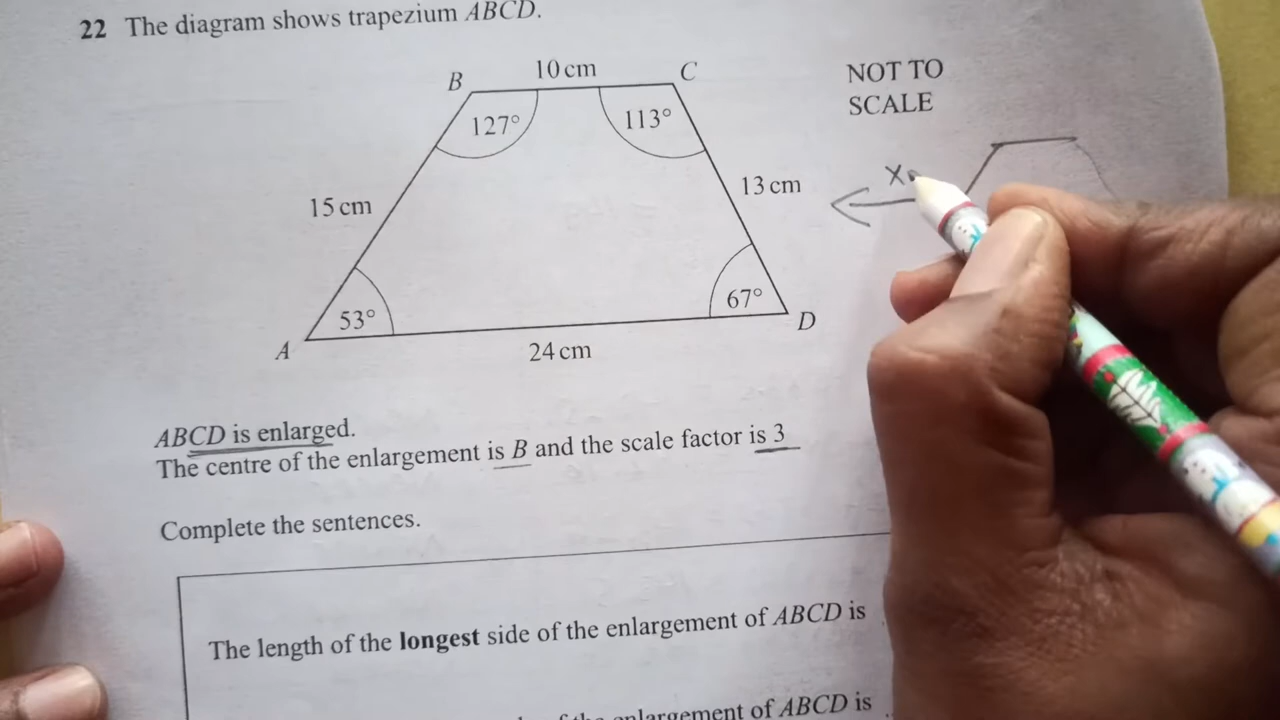 22 The diagram shows trapezium ABCD.
B 10 cm C
NOT TO
SCALE
127° 113°
15 cm
13 cm
x
53°
67°
A
24 cm
D
ABCD is enlarged.
The centre of the enlargement is B and the scale factor is 3
Complete the sentences.
The length of the longest side of the enlargement of ABCD is
enlargement of ABCD is